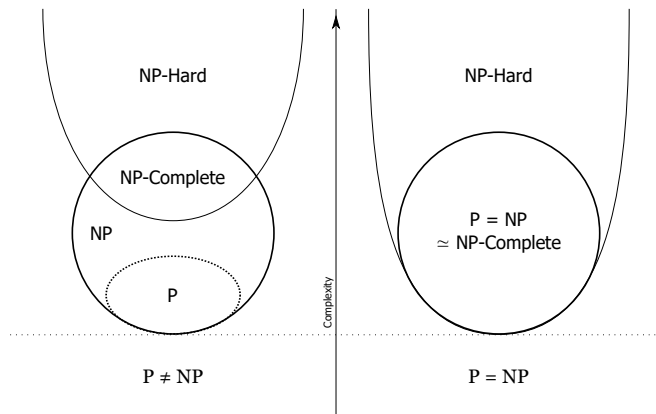 NP-Hard
NP-Complete
NP
P
P ≠ NP
Complexity
NP-Hard
P = NP
≃ NP-Complete
P = NP